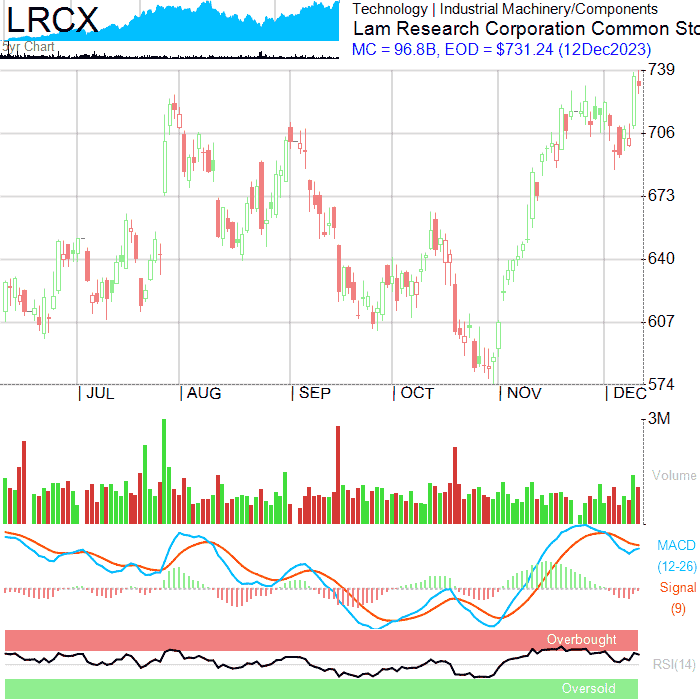 LRCX
5yr Chart
Technology | Industrial Machinery/Components
Lam Research Corporation Common Sto
MC = 96.8B, EOD = $731.24 (12Dec2023)
739
706
673
640
607
574
| JUL
| AUG
| SEP
| OCT
| NOV
| DEC
3M
Volume
MACD
(12-26)
Signal
(9)
Overbought
RSI(14)
Oversold